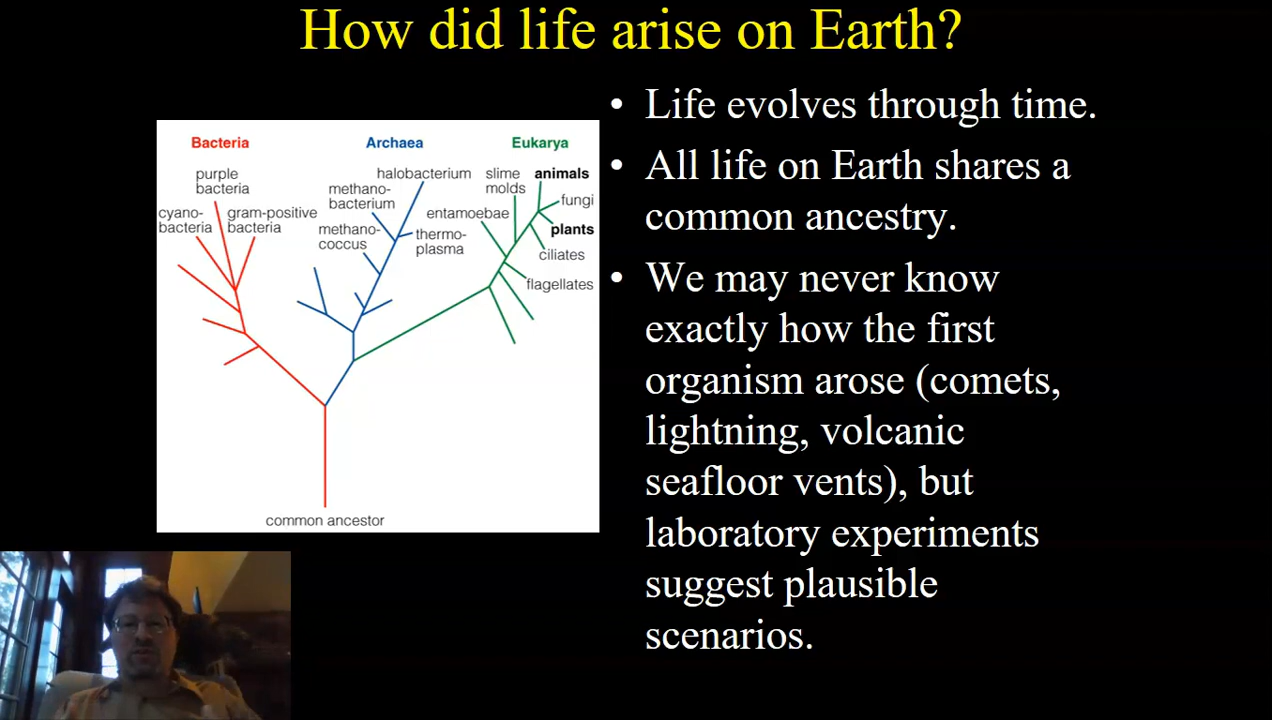 How did life arise on Earth?
Bacteria
Archaea
Eukarya
purple
bacteria
cyano-
bacteria
gram-positive
bacteria
halobacterium
methano-
bacterium
methano-
coccus
thermo-
plasma
slime
molds
animals
fungi
entamoebae
plants
ciliates
flagellates
common ancestor
• Life evolves through time.
• All life on Earth shares a
common ancestry.
• We may never know
exactly how the first
organism arose (comets,
lightning, volcanic
seafloor vents), but
laboratory experiments
suggest plausible
scenarios.